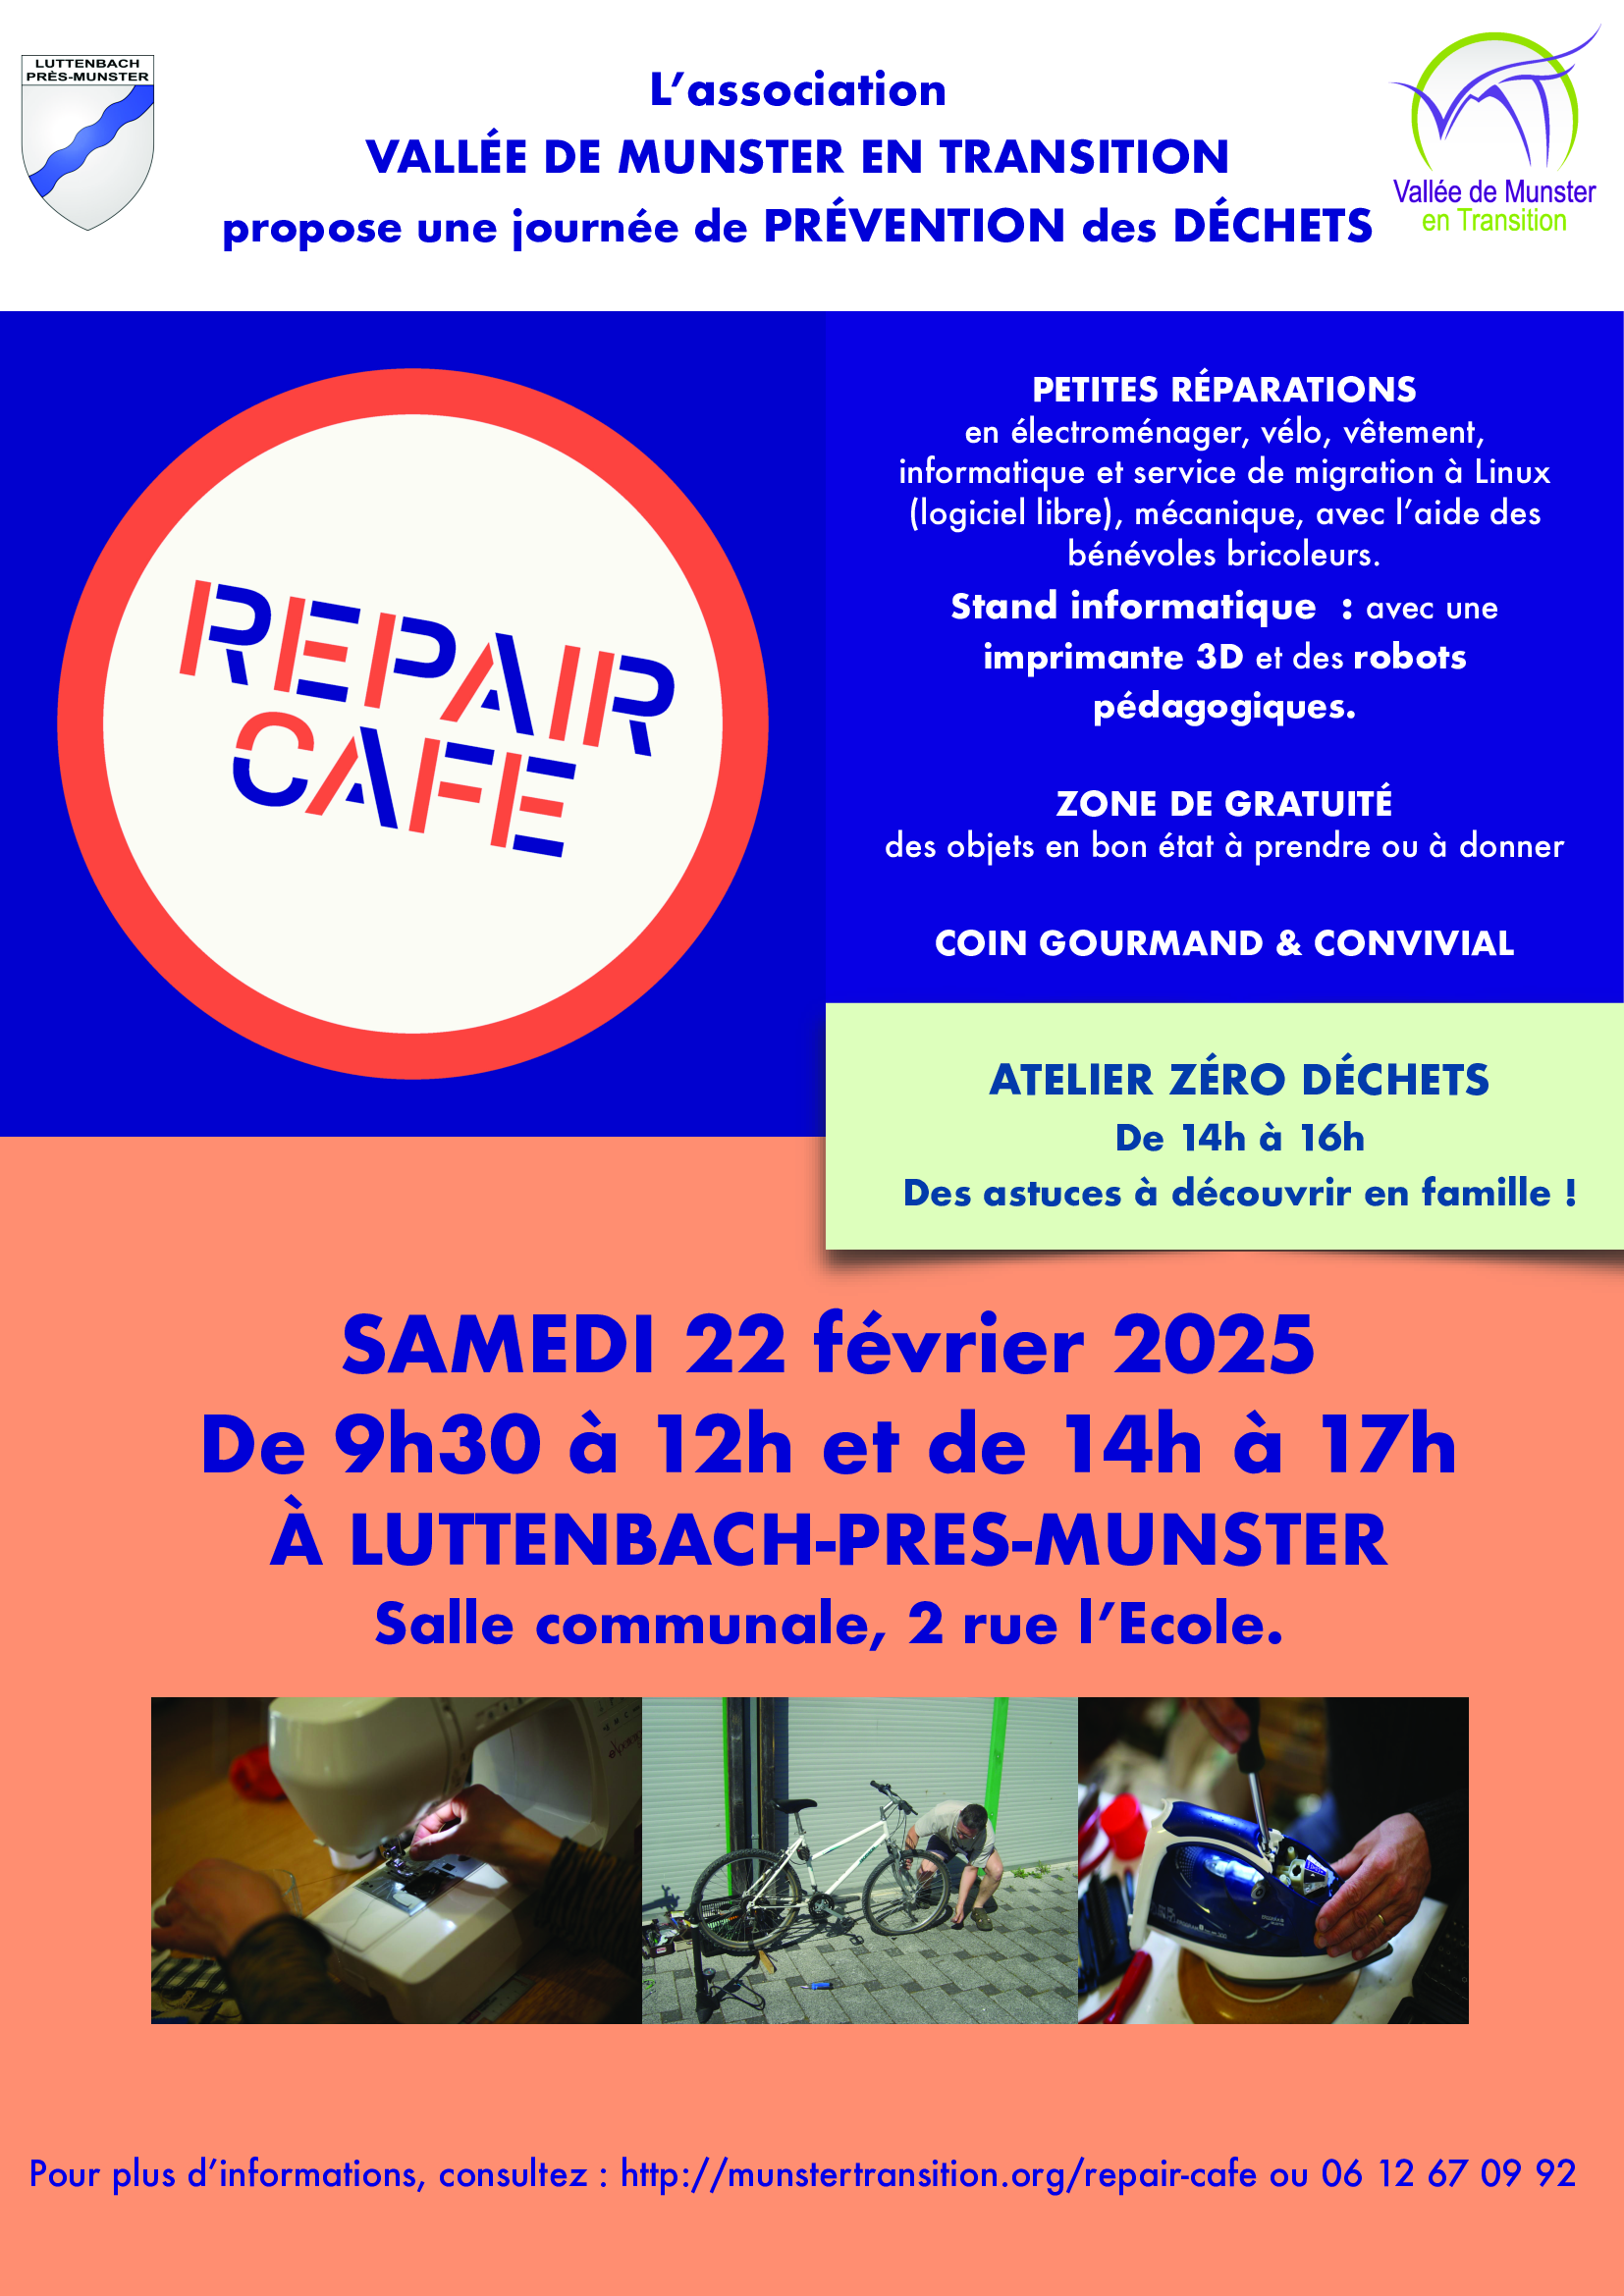 LUTTENBACH
PRÈS-MUNSTER
L’association
VALLÉE DE MUNSTER EN TRANSITION
propose une journée de PRÉVENTION des DÉCHETS
Vallée de Munster
en Transition
REPAIR
CAFE
PETITES RÉPARATIONS
en électroménager, vélo, vêtement,
informatique et service de migration à Linux
(logiciel libre), mécanique, avec l’aide des
bénévoles bricoleurs.
Stand informatique : avec une
imprimante 3D et des robots
pédagogiques.
ZONE DE GRATUITÉ
des objets en bon état à prendre ou à donner
COIN GOURMAND & CONVIVIAL
ATELIER ZÉRO DÉCHETS
De 14h à 16h
Des astuces à découvrir en famille !
SAMEDI 22 février 2025
De 9h30 à 12h et de 14h à 17h
À LUTTENBACH-PRES-MUNSTER
Salle communale, 2 rue l’Ecole.
Pour plus d’informations, consultez : http://munstertransition.org/repair-cafe ou 06 12 67 09 92